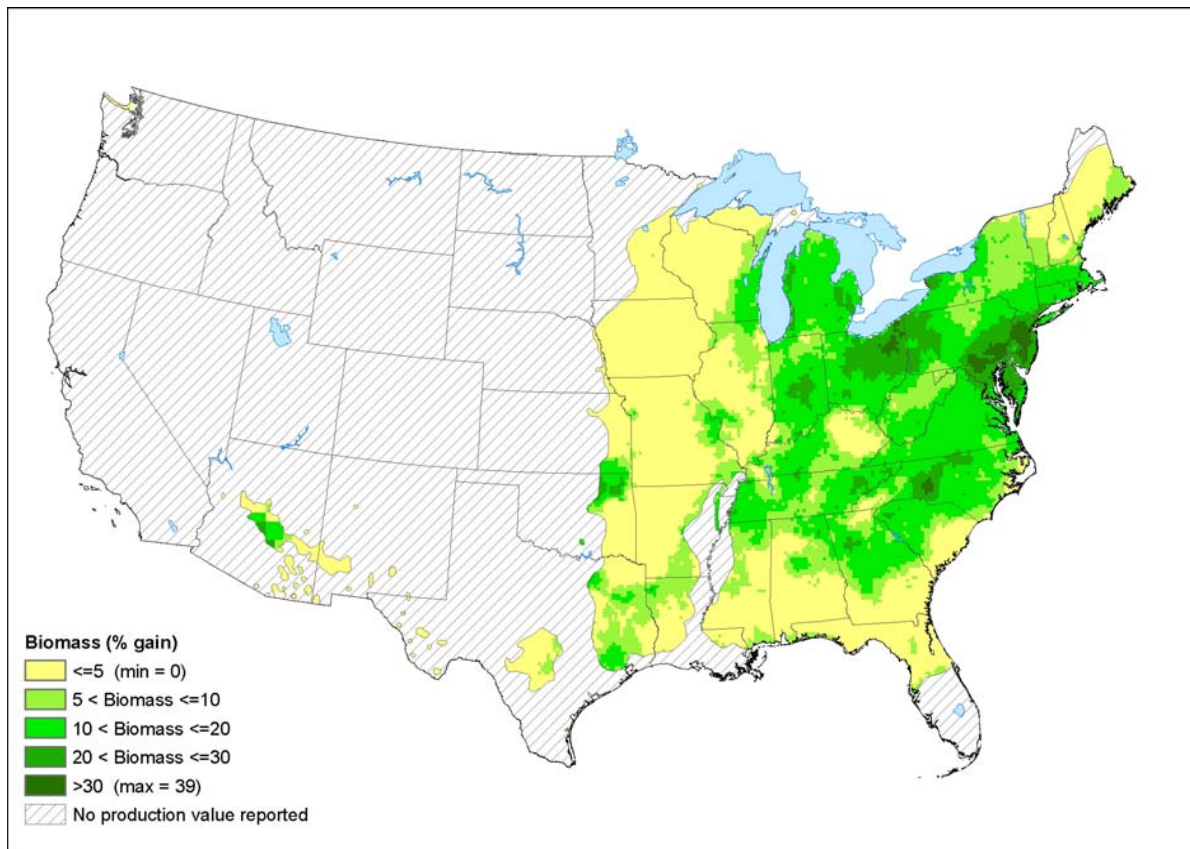 Biomass (% gain)
<=5 (min = 0)
5 < Biomass <=10
10 < Biomass <=20
20 < Biomass <=30
>30 (max = 39)
No production value reported